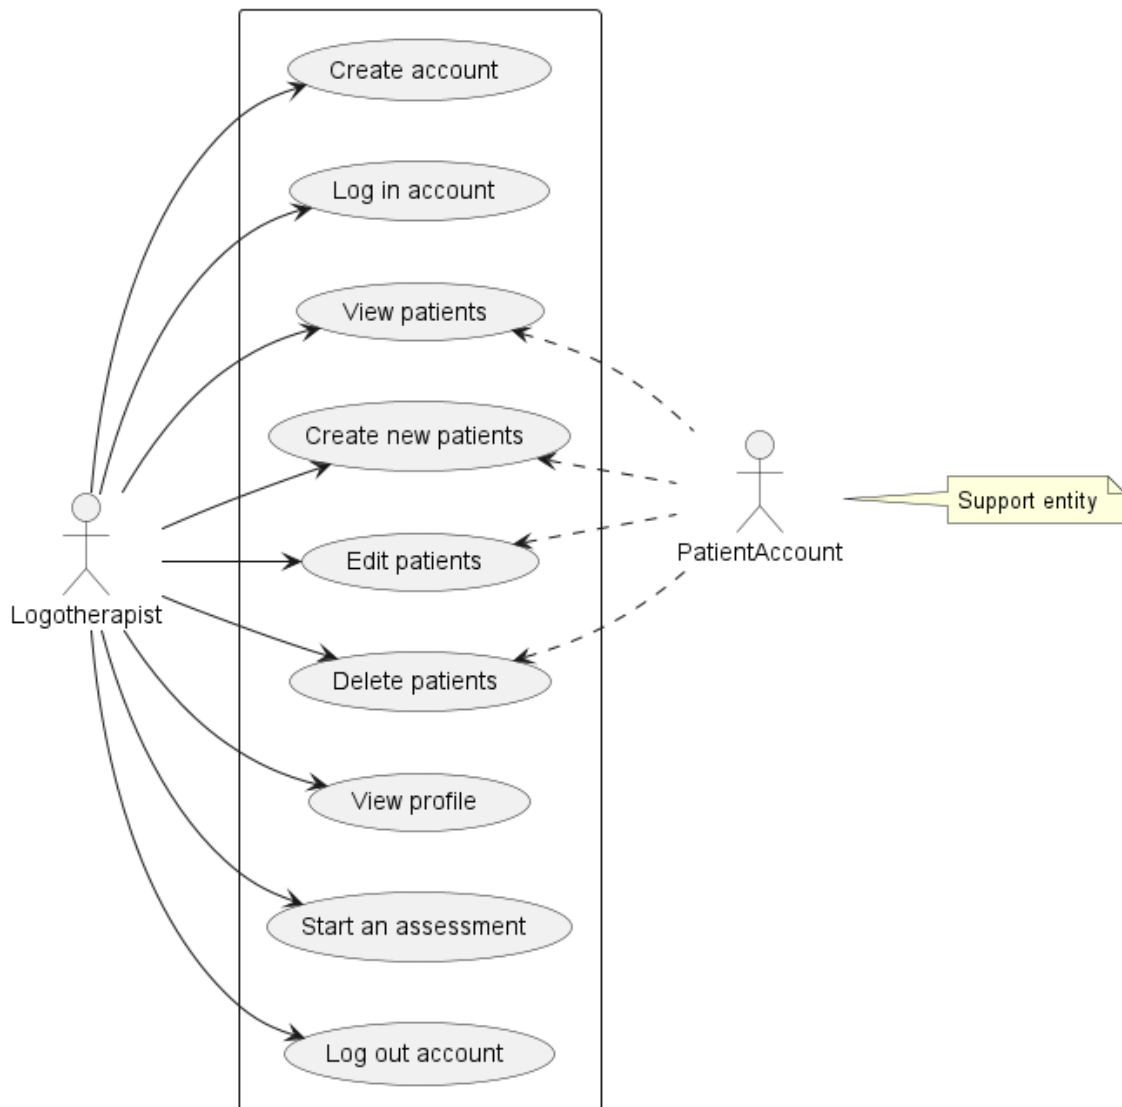 Create account
Log in account
View patients
Create new patients
Edit patients
Delete patients
View profile
Start an assessment
Log out account
Logotherapist
PatientAccount
Support entity